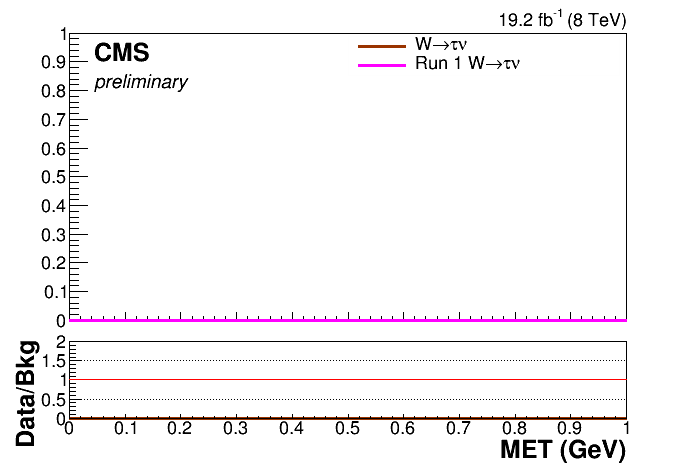 19.2 fb⁻¹ (8 TeV)
CMS
preliminary
W→τν
Run 1 W→τν
1
0.9
0.8
0.7
0.6
0.5
0.4
0.3
0.2
0.1
0
Data/Bkg
2
1.5
1
0.5
0
0 0.1 0.2 0.3 0.4 0.5 0.6 0.7 0.8 0.9 1
MET (GeV)